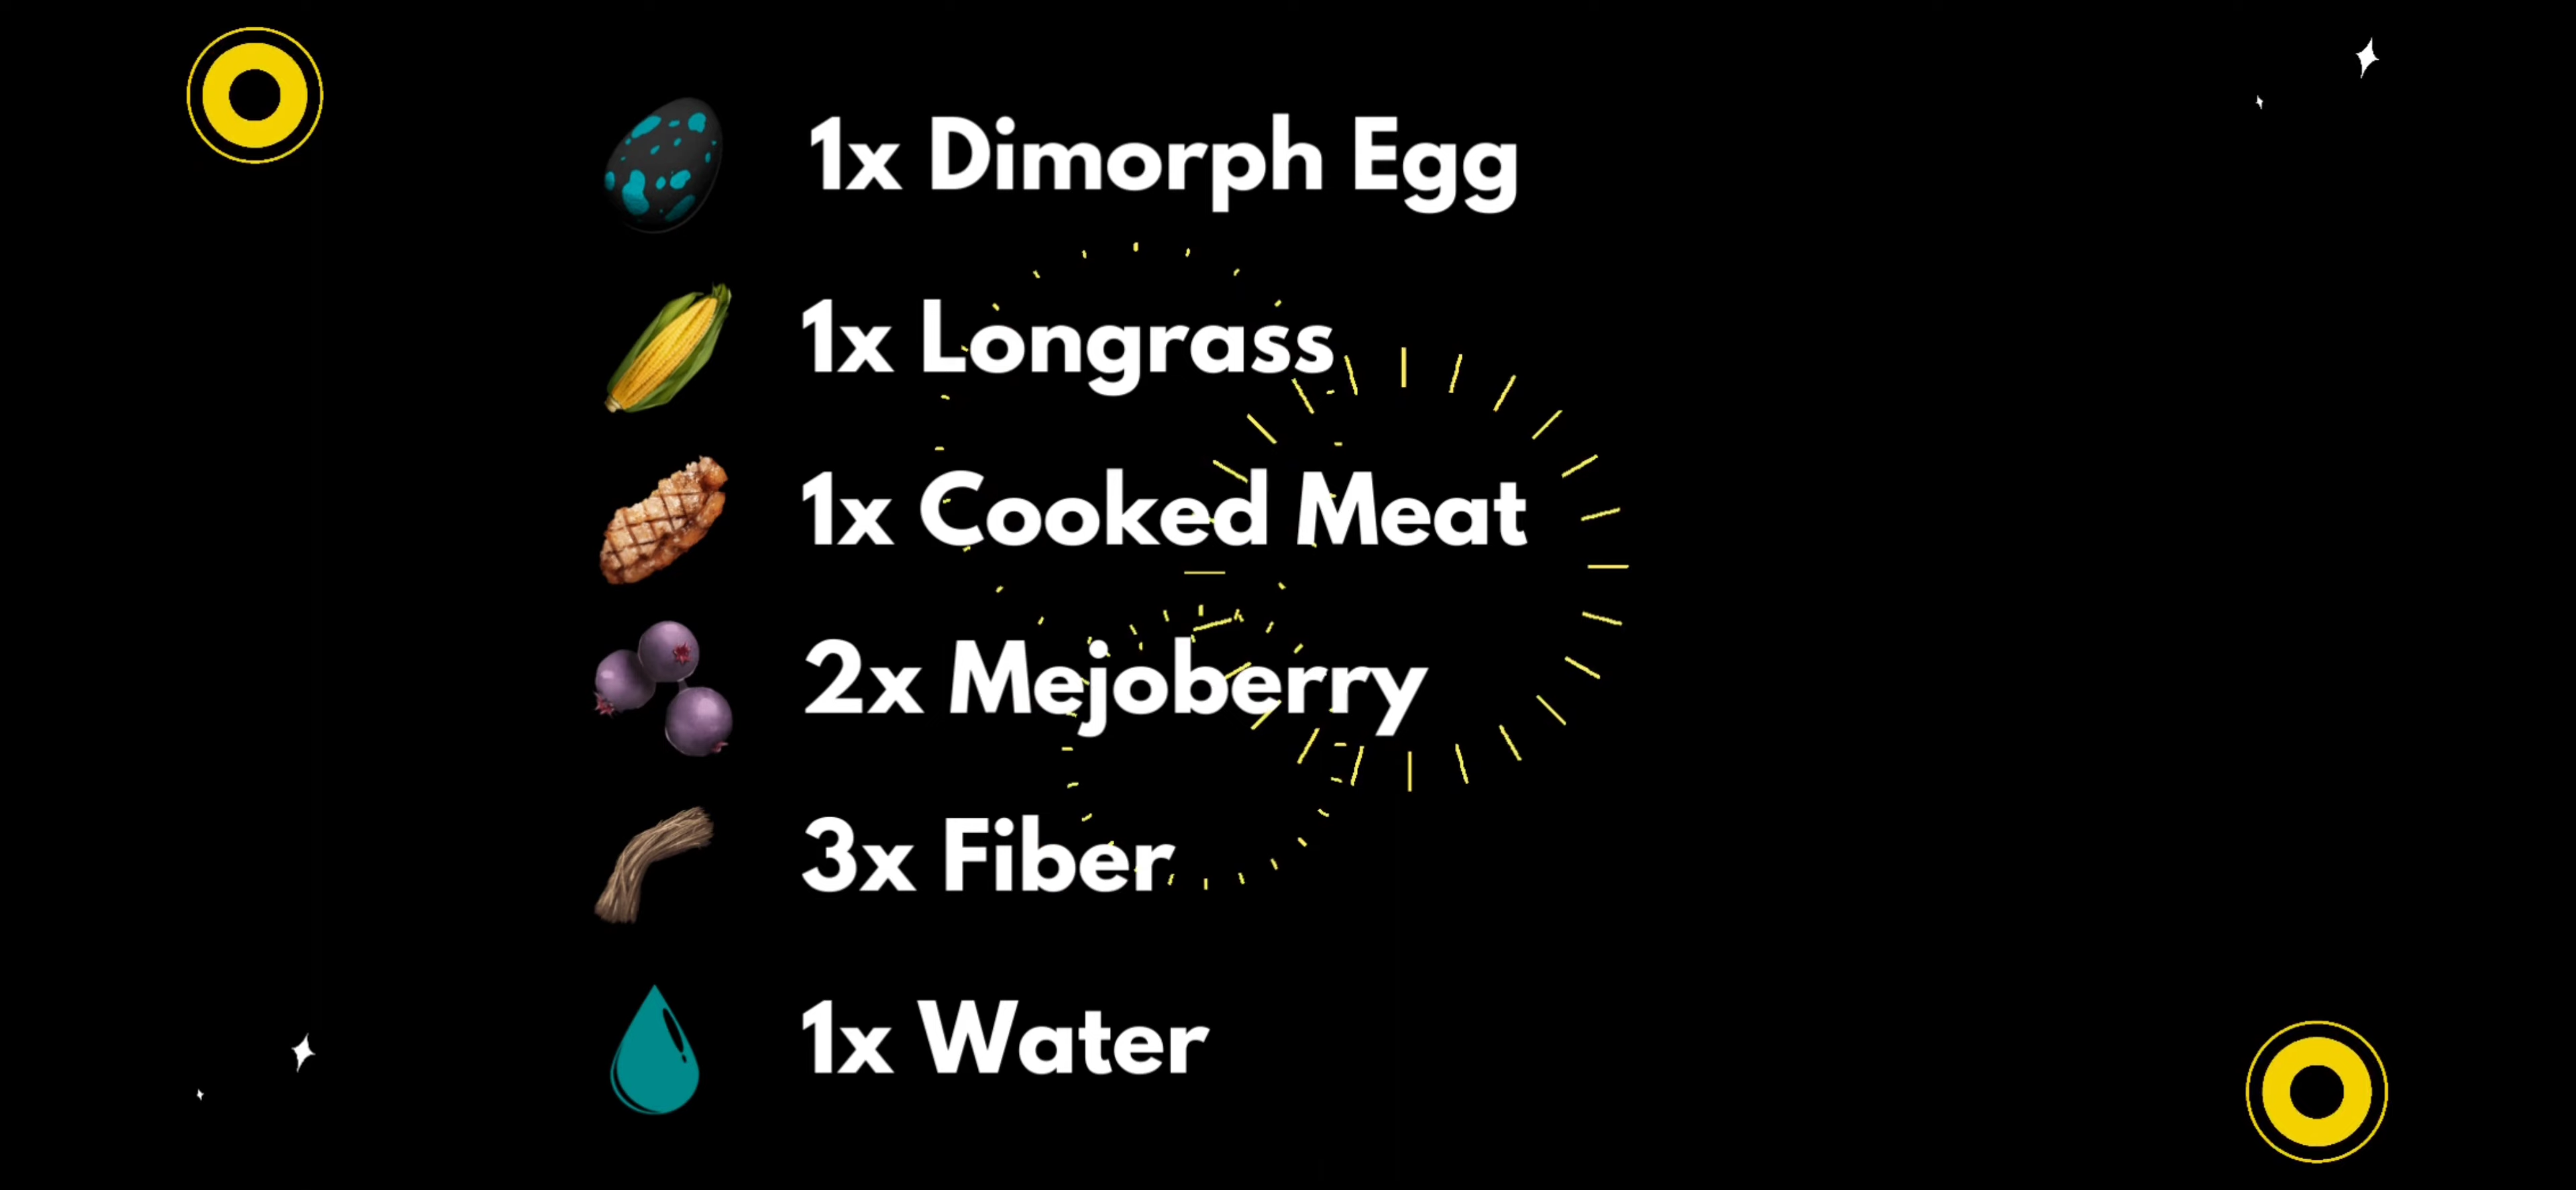 1x Dimorph Egg
1x Longrass
1x Cooked Meat
2x Mejoberry
3x Fiber
1x Water